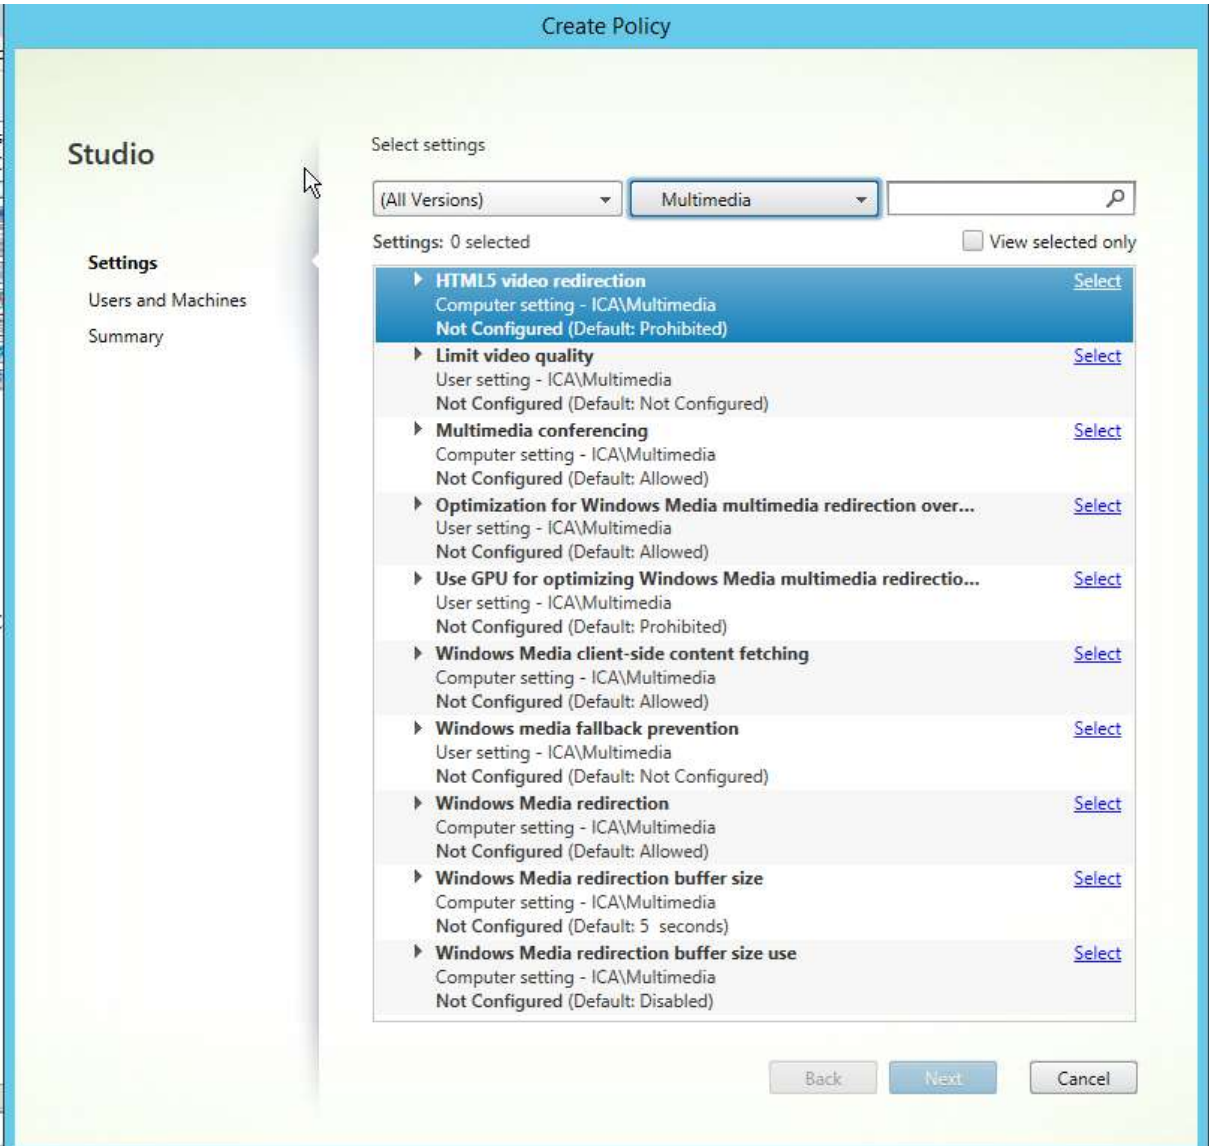 Create Policy
Studio
Settings
Users and Machines
Summary
Select settings
(All Versions) Multimedia
Settings: 0 selected View selected only
HTML5 video redirection Select
Computer setting - ICA\Multimedia
Not Configured (Default: Prohibited)
Limit video quality Select
User setting - ICA\Multimedia
Not Configured (Default: Not Configured)
Multimedia conferencing Select
Computer setting - ICA\Multimedia
Not Configured (Default: Allowed)
Optimization for Windows Media multimedia redirection over... Select
User setting - ICA\Multimedia
Not Configured (Default: Allowed)
Use GPU for optimizing Windows Media multimedia redirectio... Select
User setting - ICA\Multimedia
Not Configured (Default: Prohibited)
Windows Media client-side content fetching Select
Computer setting - ICA\Multimedia
Not Configured (Default: Allowed)
Windows media fallback prevention Select
User setting - ICA\Multimedia
Not Configured (Default: Not Configured)
Windows Media redirection Select
Computer setting - ICA\Multimedia
Not Configured (Default: Allowed)
Windows Media redirection buffer size Select
Computer setting - ICA\Multimedia
Not Configured (Default: 5 seconds)
Windows Media redirection buffer size use Select
Computer setting - ICA\Multimedia
Not Configured (Default: Disabled)
Back Next Cancel